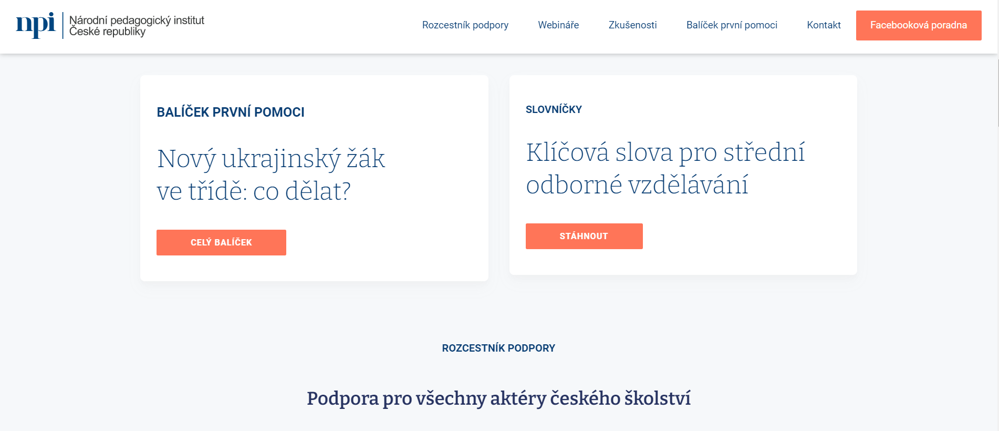 npi
Národní pedagogický institut
České republiky
Rozcestník podpory
Webináře
Zkušenosti
Balíček první pomoci
Kontakt
Facebooková poradna
BALÍČEK PRVNÍ POMOCI
Nový ukrajinský žák
ve třídě: co dělat?
CELÝ BALÍČEK
SLOVNÍČKY
Klíčová slova pro střední
odborné vzdělávání
STÁHNOUT
ROZCESTNÍK PODPORY
Podpora pro všechny aktéry českého školství